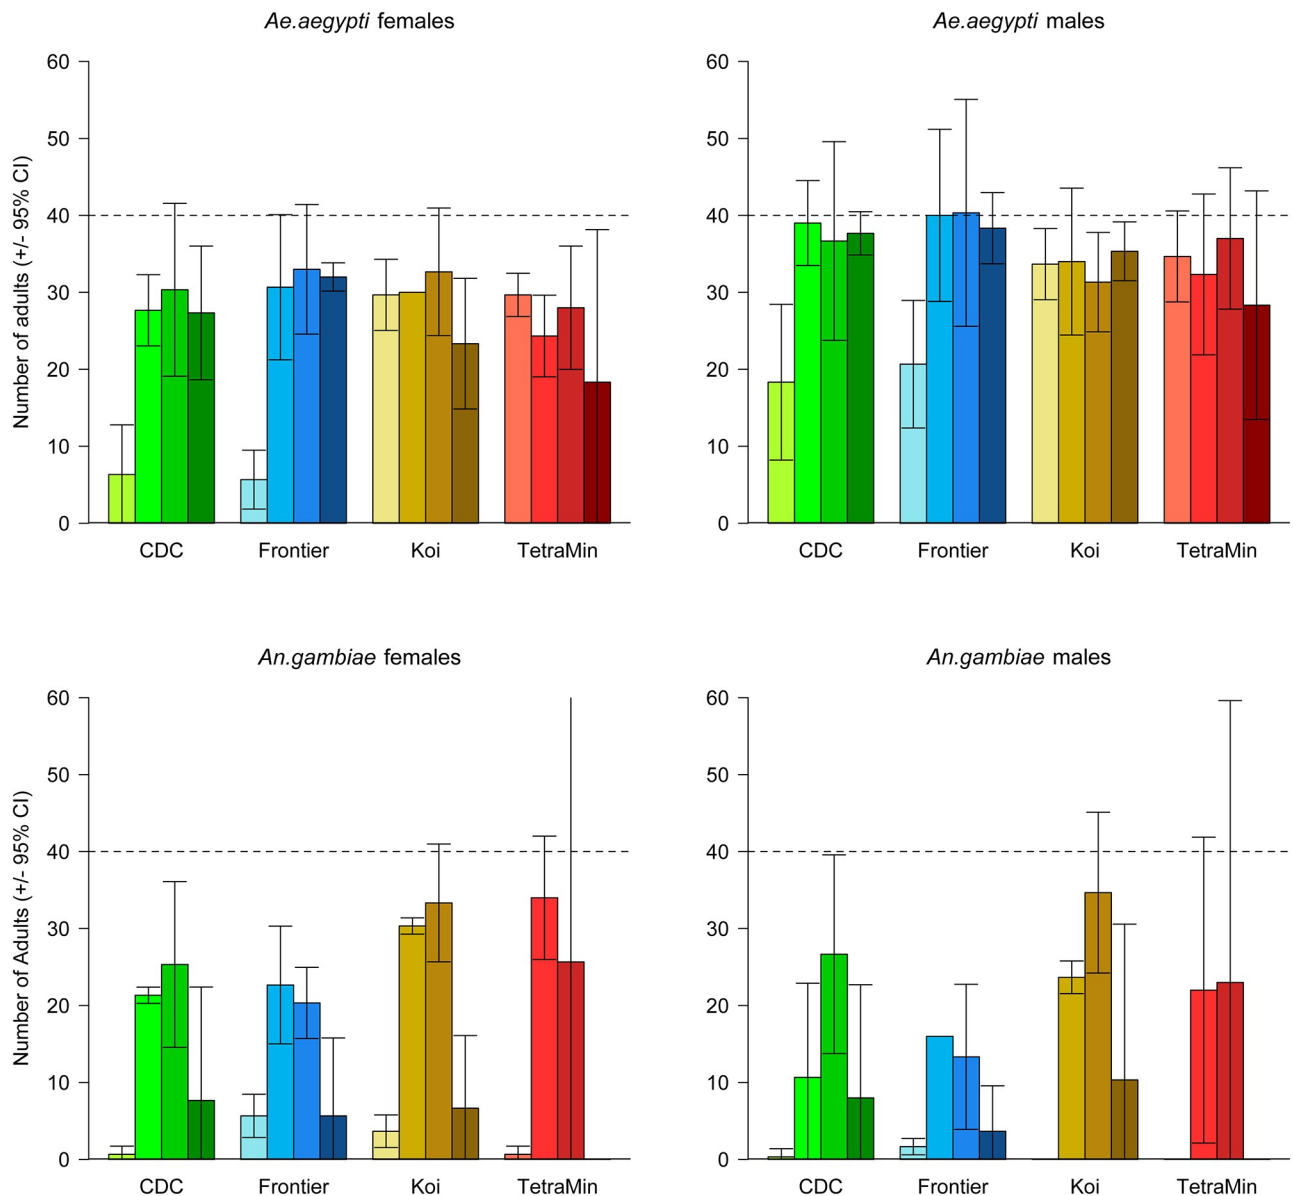 Ae.aegypti females
Number of adults (+/- 95% CI)
60
50
40
30
20
10
0
CDC Frontier Koi TetraMin
Ae.aegypti males
60
50
40
30
20
10
0
CDC Frontier Koi TetraMin
An.gambiae females
Number of Adults (+/- 95% CI)
60
50
40
30
20
10
0
CDC Frontier Koi TetraMin
An.gambiae males
60
50
40
30
20
10
0
CDC Frontier Koi TetraMin